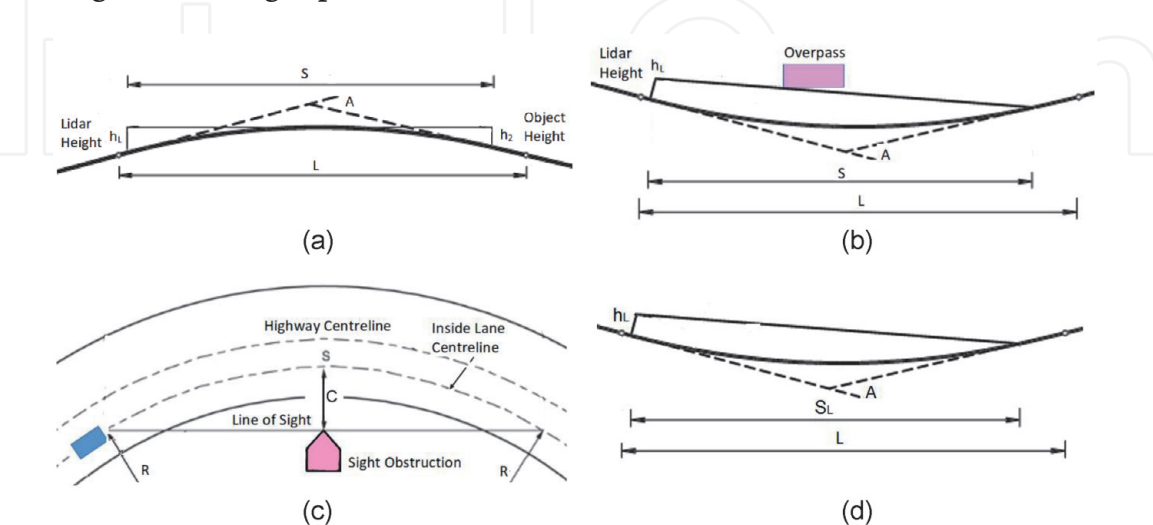 S
A
Lidar
Height
hL
h2
Object
Height
L
(a)
Lidar
Height
hL
Overpass
A
S
L
(b)
Highway Centreline
Inside Lane
Centreline
S
C
Line of Sight
Sight Obstruction
R
R
(c)
hL
A
SL
L
(d)